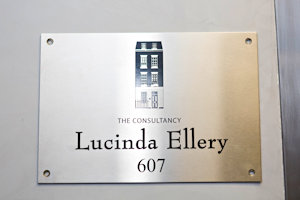 THE CONSULTANCY
Lucinda Ellery
607